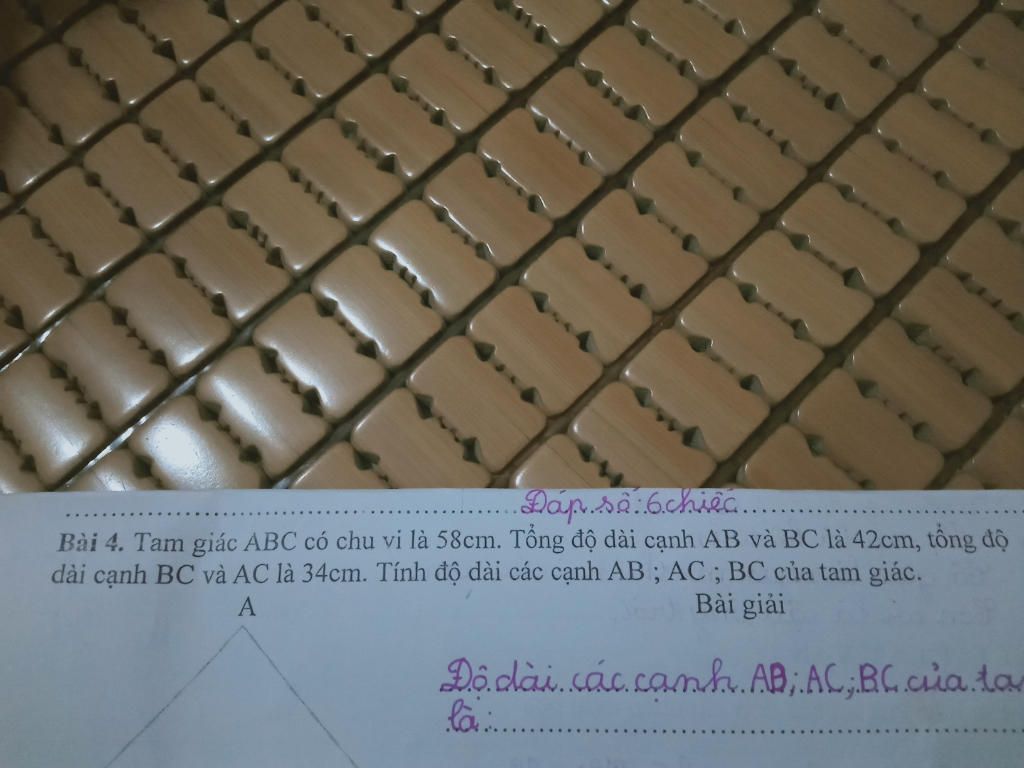 Đáp số: 6 chiếc
Bài 4. Tam giác ABC có chu vi là 58cm. Tổng độ dài cạnh AB và BC là 42cm, tổng độ
dài cạnh BC và AC là 34cm. Tính độ dài các cạnh AB ; AC ; BC của tam giác.
A
Bài giải
Độ dài các cạnh AB; AC; BC của ta
là: